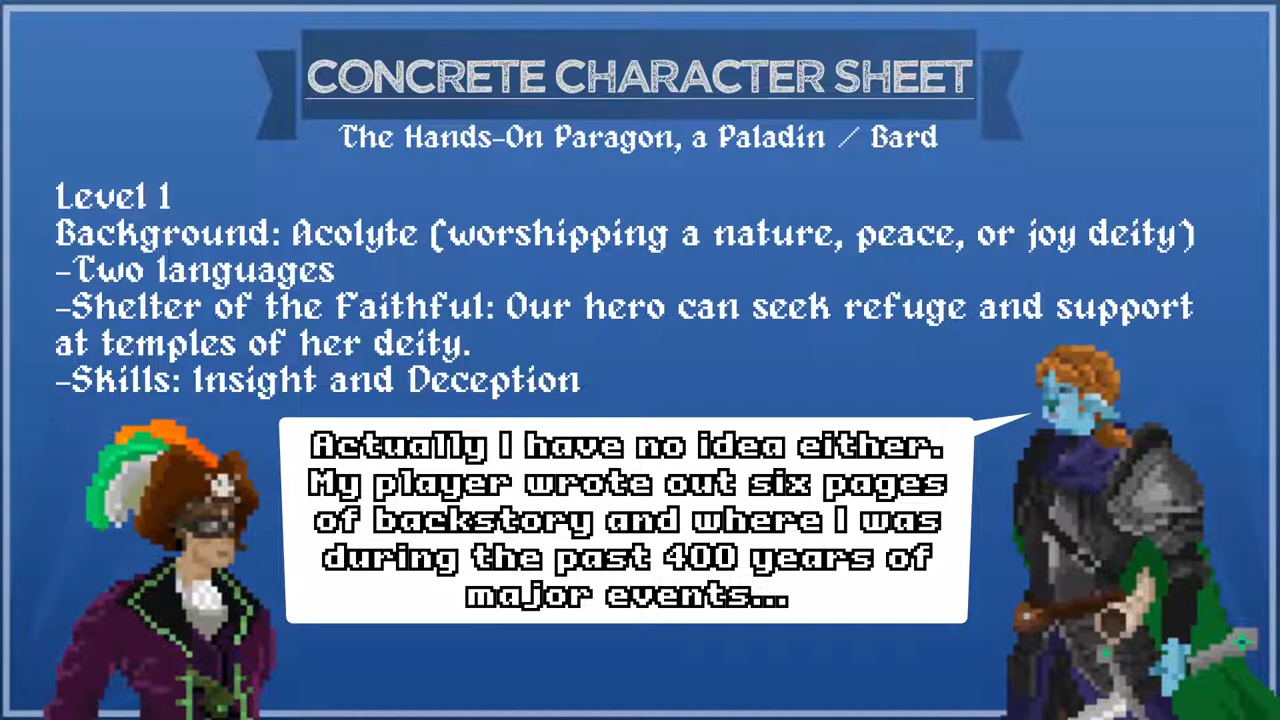 CONCRETE CHARACTER SHEET
The Hands-On Paragon, a Paladin / Bard
Level 1
Background: Acolyte (worshipping a nature, peace, or joy deity)
-Two languages
-Shelter of the Faithful: Our hero can seek refuge and support
at temples of her deity.
-Skills: Insight and Deception
Actually I have no idea either.
My player wrote out six pages
of backstory and where I was
during the past 400 years of
major events...